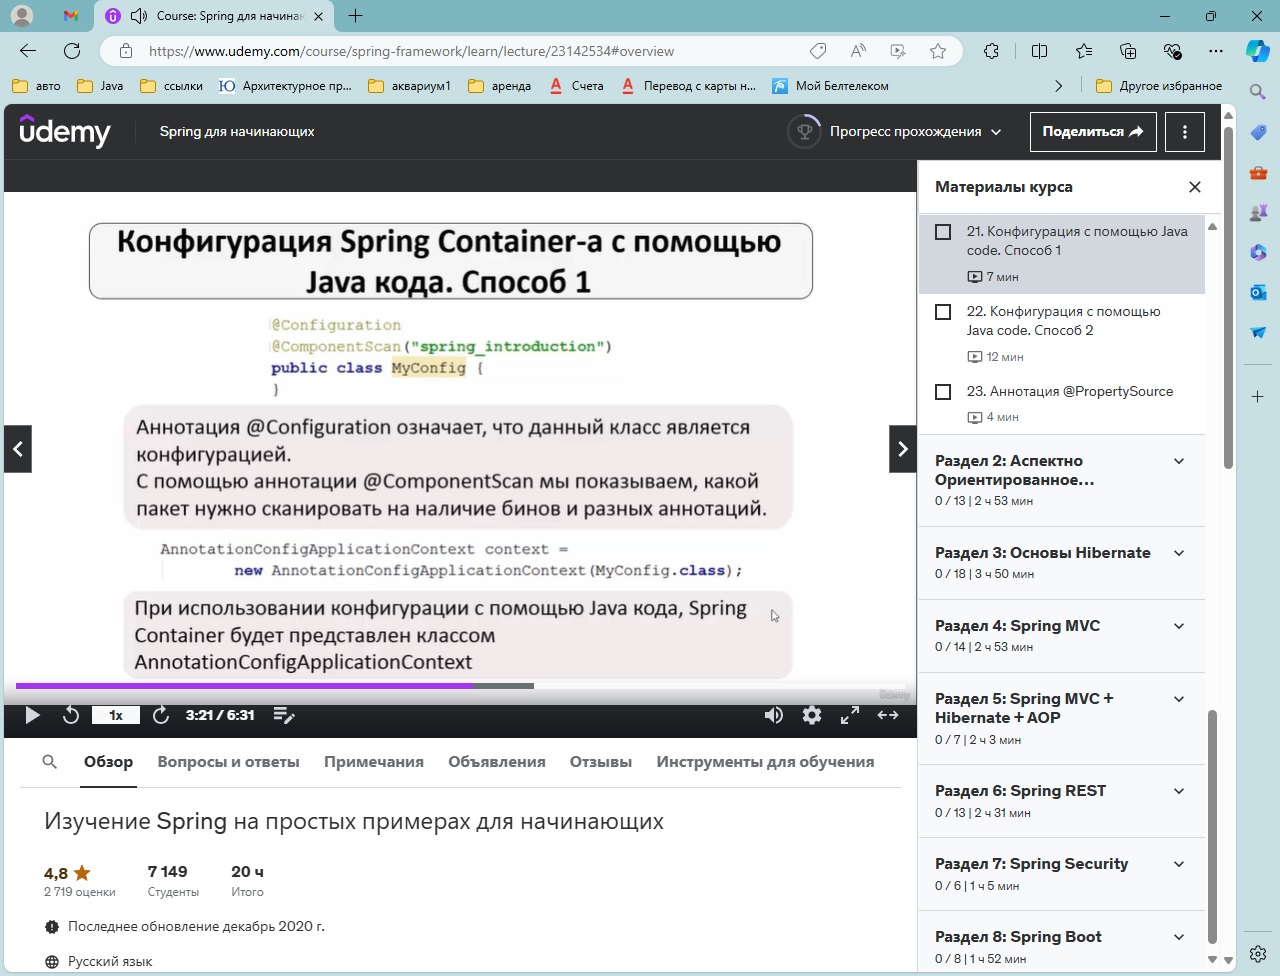 Course: Spring для начинаю
https://www.udemy.com/course/spring-framework/learn/lecture/23142534#overview
авто
Java
ссылки
Ю Архитектурное пр...
аквариум1
аренда
А Счета
А Перевод с карты н...
Мой Белтелеком
Другое избранное
ûdemy
Spring для начинающих
Прогресс прохождения
Поделиться
Конфигурация Spring Container-а с помощью
Java кода. Способ 1
@Configuration
@ComponentScan("spring_introduction")
public class MyConfig {
}
Аннотация @Configuration означает, что данный класс является
конфигурацией.
С помощью аннотации @ComponentScan мы показываем, какой
пакет нужно сканировать на наличие бинов и разных аннотаций.
AnnotationConfigApplicationContext context =
new AnnotationConfigApplicationContext(MyConfig.class);
При использовании конфигурации с помощью Java кода, Spring
Container будет представлен классом
AnnotationConfigApplicationContext
Udemy
1x
3:21 / 6:31
Материалы курса
21. Конфигурация с помощью Java
code. Способ 1
7 мин
22. Конфигурация с помощью
Java code. Способ 2
12 мин
23. Аннотация @PropertySource
4 мин
Раздел 2: Аспектно
Ориентированное...
0 / 13 | 2 ч 53 мин
Раздел 3: Основы Hibernate
0 / 18 | 3 ч 50 мин
Раздел 4: Spring MVC
0 / 14 | 2 ч 53 мин
Раздел 5: Spring MVC +
Hibernate + AOP
0 / 7 | 2 ч 3 мин
Раздел 6: Spring REST
0 / 13 | 2 ч 31 мин
Раздел 7: Spring Security
0 / 6 | 1 ч 5 мин
Раздел 8: Spring Boot
0 / 8 | 1 ч 52 мин
Обзор
Вопросы и ответы
Примечания
Объявления
Отзывы
Инструменты для обучения
Изучение Spring на простых примерах для начинающих
4,8
2 719 оценки
7 149
Студенты
20 ч
Итого
Последнее обновление декабрь 2020 г.
Русский язык